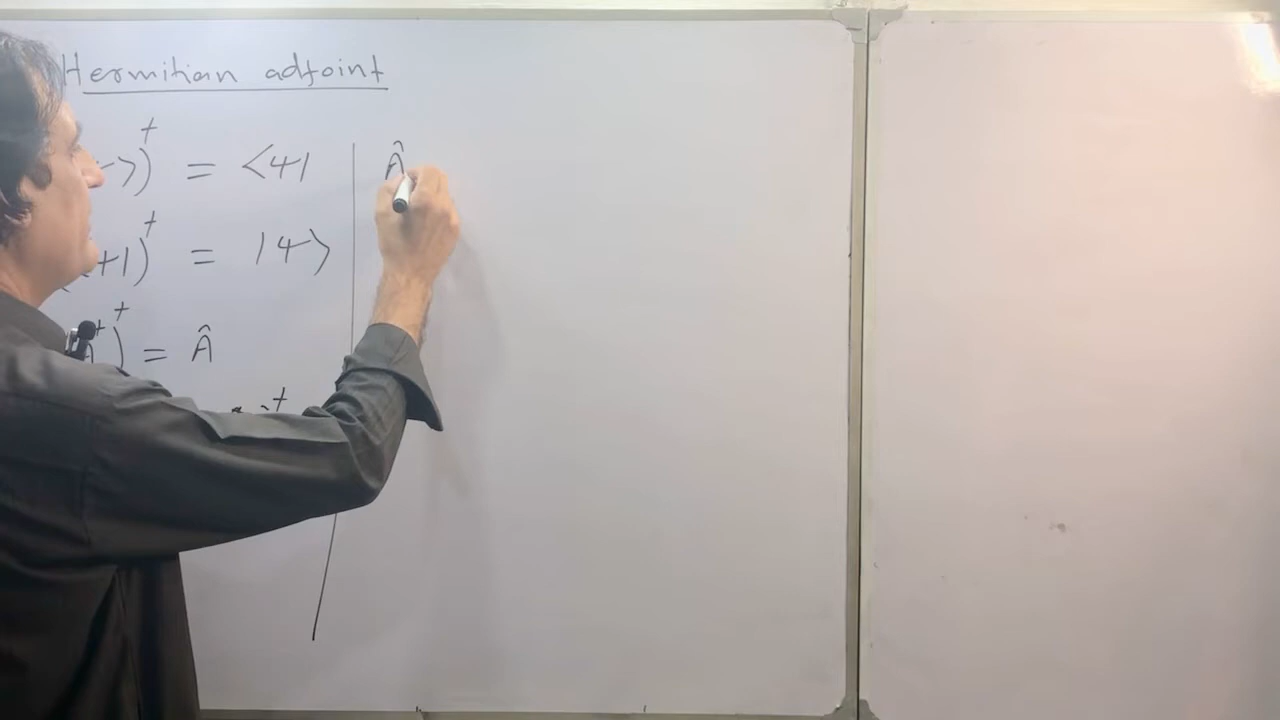 Hermitian adjoint
)† = <ψ|
)† = |ψ>
†)† = Â
†
Â